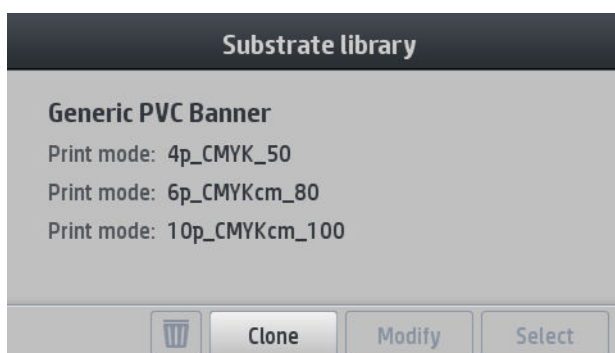 Substrate library
Generic PVC Banner
Print mode: 4p_CMYK_50
Print mode: 6p_CMYKcm_80
Print mode: 10p_CMYKcm_100
Clone Modify Select